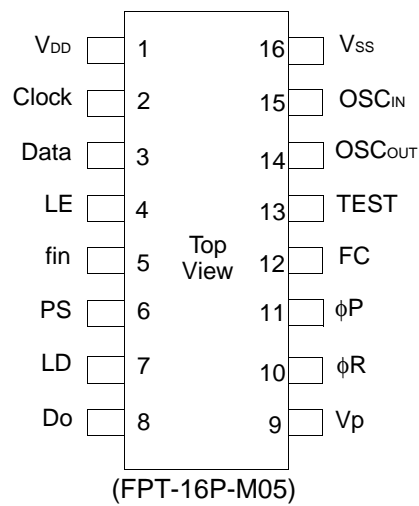 VDD 1 16 VSS
Clock 2 15 OSCIN
Data 3 14 OSCOUT
LE 4 13 TEST
fin 5 Top View 12 FC
PS 6 11 ϕP
LD 7 10 ϕR
Do 8 9 Vp
(FPT-16P-M05)